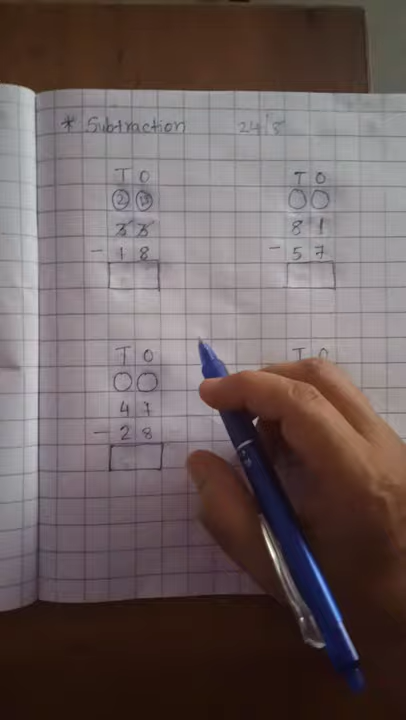 * Subtraction 24/5
T O
2 13
3 3
- 1 8
T O
8 1
- 5 7
T O
4 7
- 2 8
T O